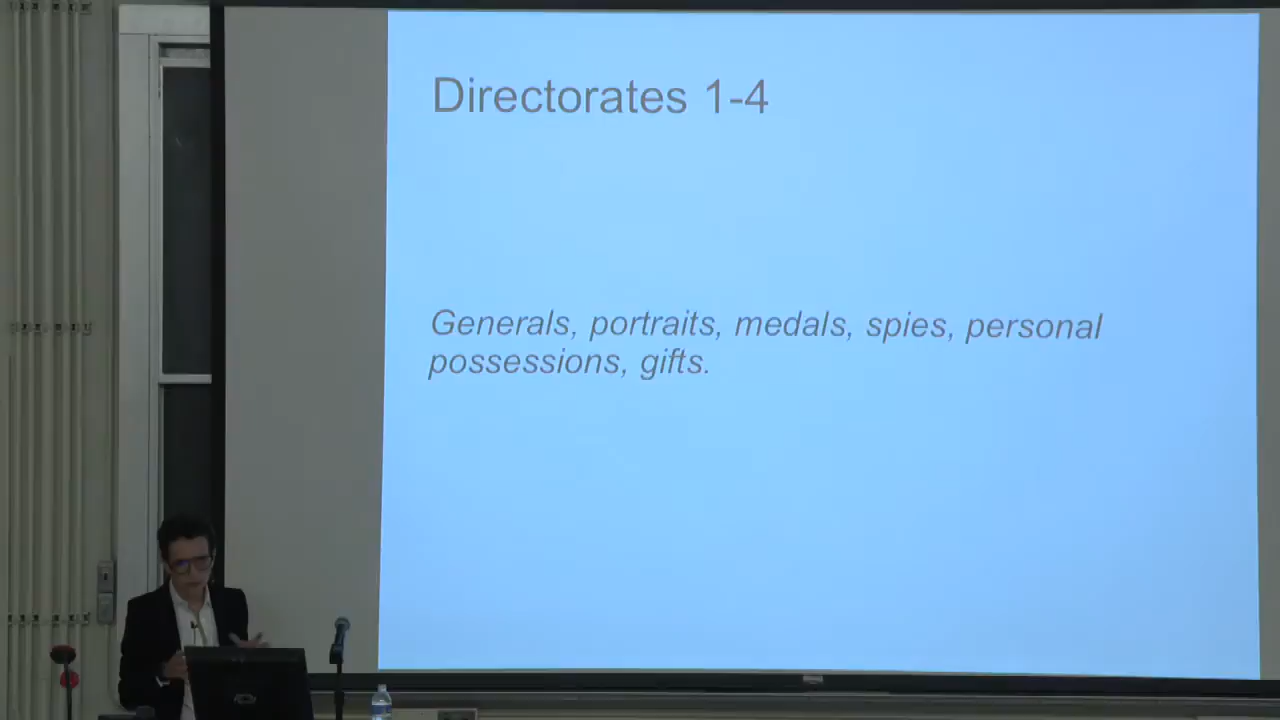 Directorates 1-4
Generals, portraits, medals, spies, personal
possessions, gifts.